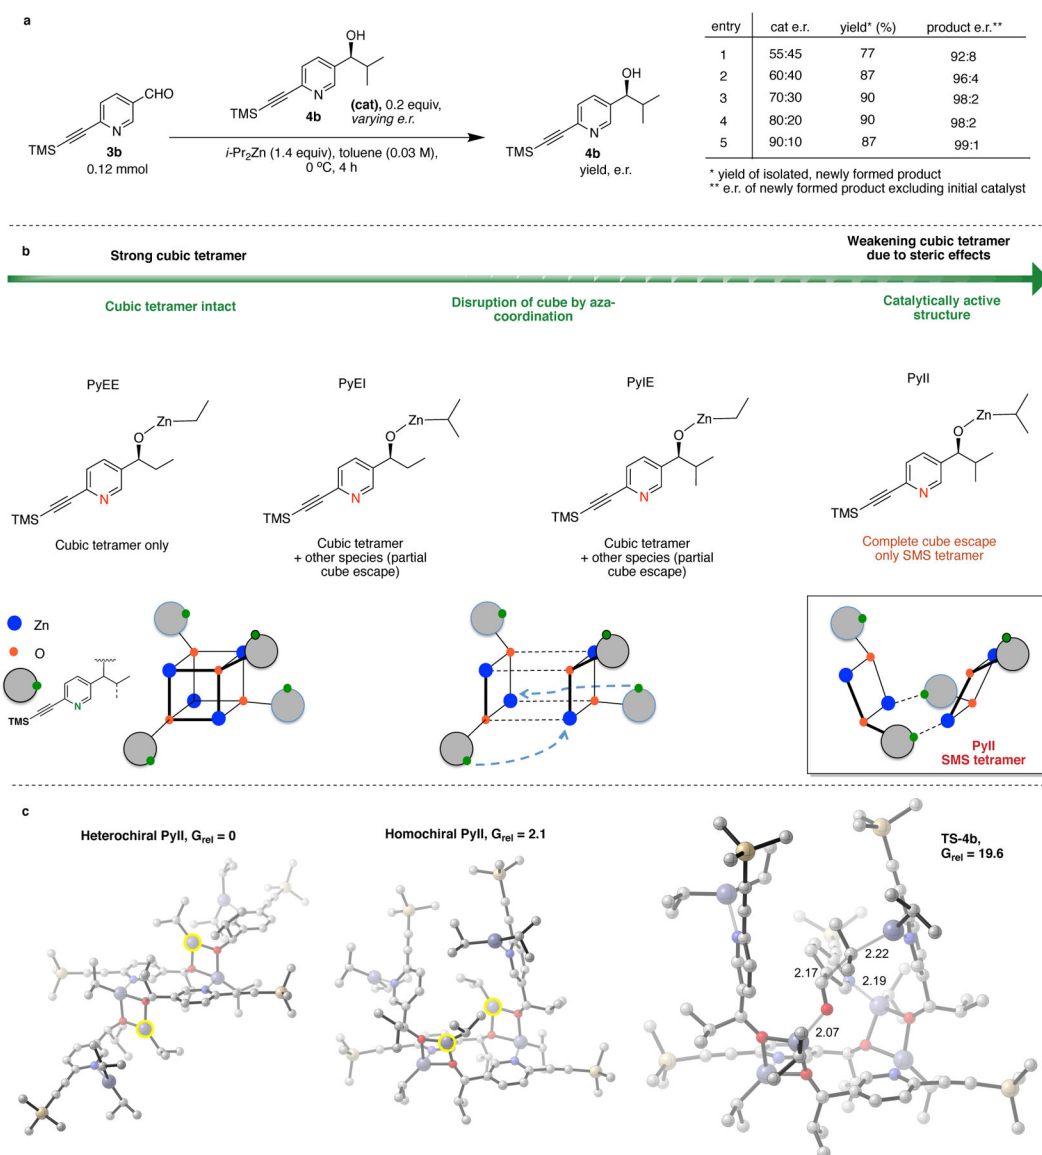 a
OH
CHO
N
TMS
3b
0.12 mmol
OH
N
TMS
4b
(cat), 0.2 equiv,
varying e.r.
i-Pr2Zn (1.4 equiv), toluene (0.03 M),
0 ºC, 4 h
OH
N
TMS
4b
yield, e.r.
entry cat e.r. yield* (%) product e.r.**
1 55:45 77 92:8
2 60:40 87 96:4
3 70:30 90 98:2
4 80:20 90 98:2
5 90:10 87 99:1
* yield of isolated, newly formed product
** e.r. of newly formed product excluding initial catalyst
b
Strong cubic tetramer
Weakening cubic tetramer
due to steric effects
Cubic tetramer intact
Disruption of cube by aza-
coordination
Catalytically active
structure
PyEE
Zn
O
N
TMS
Cubic tetramer only
PyEI
Zn
O
N
TMS
Cubic tetramer
+ other species (partial
cube escape)
PyIE
Zn
O
N
TMS
Cubic tetramer
+ other species (partial
cube escape)
PyII
Zn
O
N
TMS
Complete cube escape
only SMS tetramer
Zn
O
N
TMS
PyII
SMS tetramer
c
Heterochiral PyII, Grel = 0
Homochiral PyII, Grel = 2.1
TS-4b,
Grel = 19.6
2.22
2.17
2.19
2.07